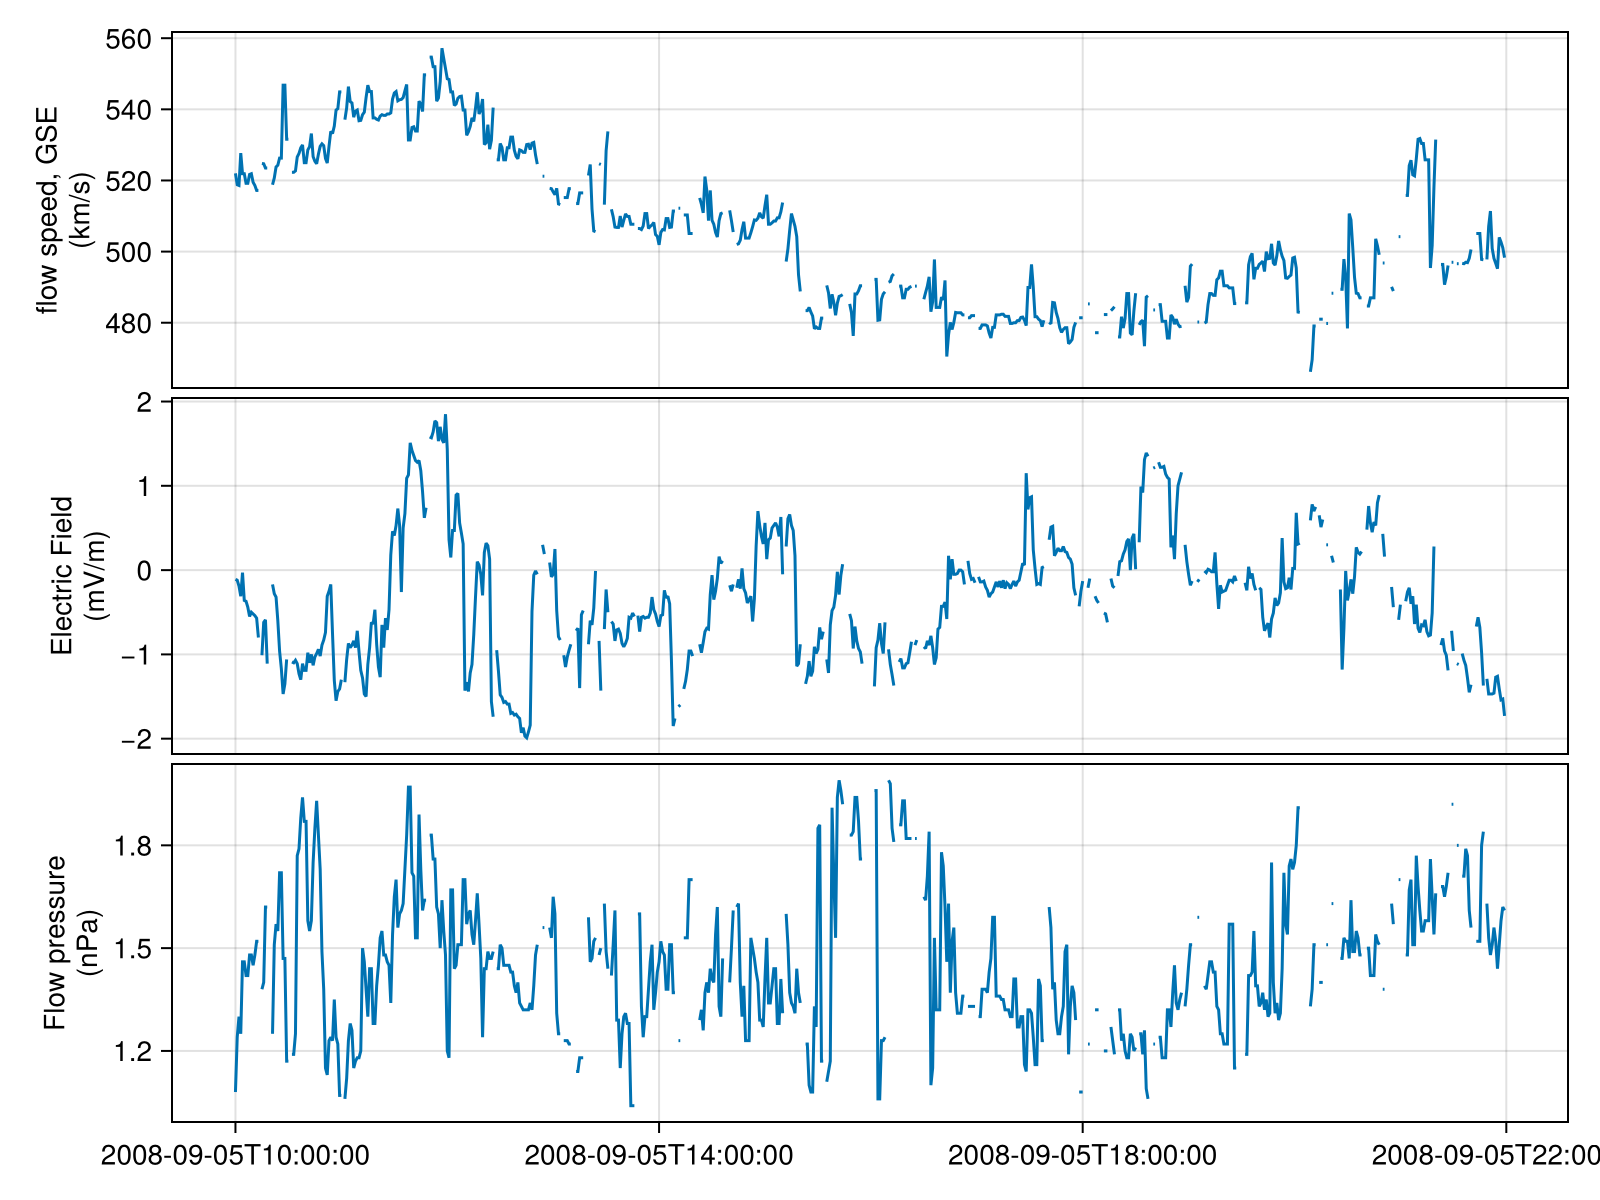 560
540
520
500
480
flow speed, GSE
(km/s)
2
1
0
−1
−2
Electric Field
(mV/m)
1.8
1.5
1.2
Flow pressure
(nPa)
2008-09-05T10:00:00
2008-09-05T14:00:00
2008-09-05T18:00:00
2008-09-05T22:00